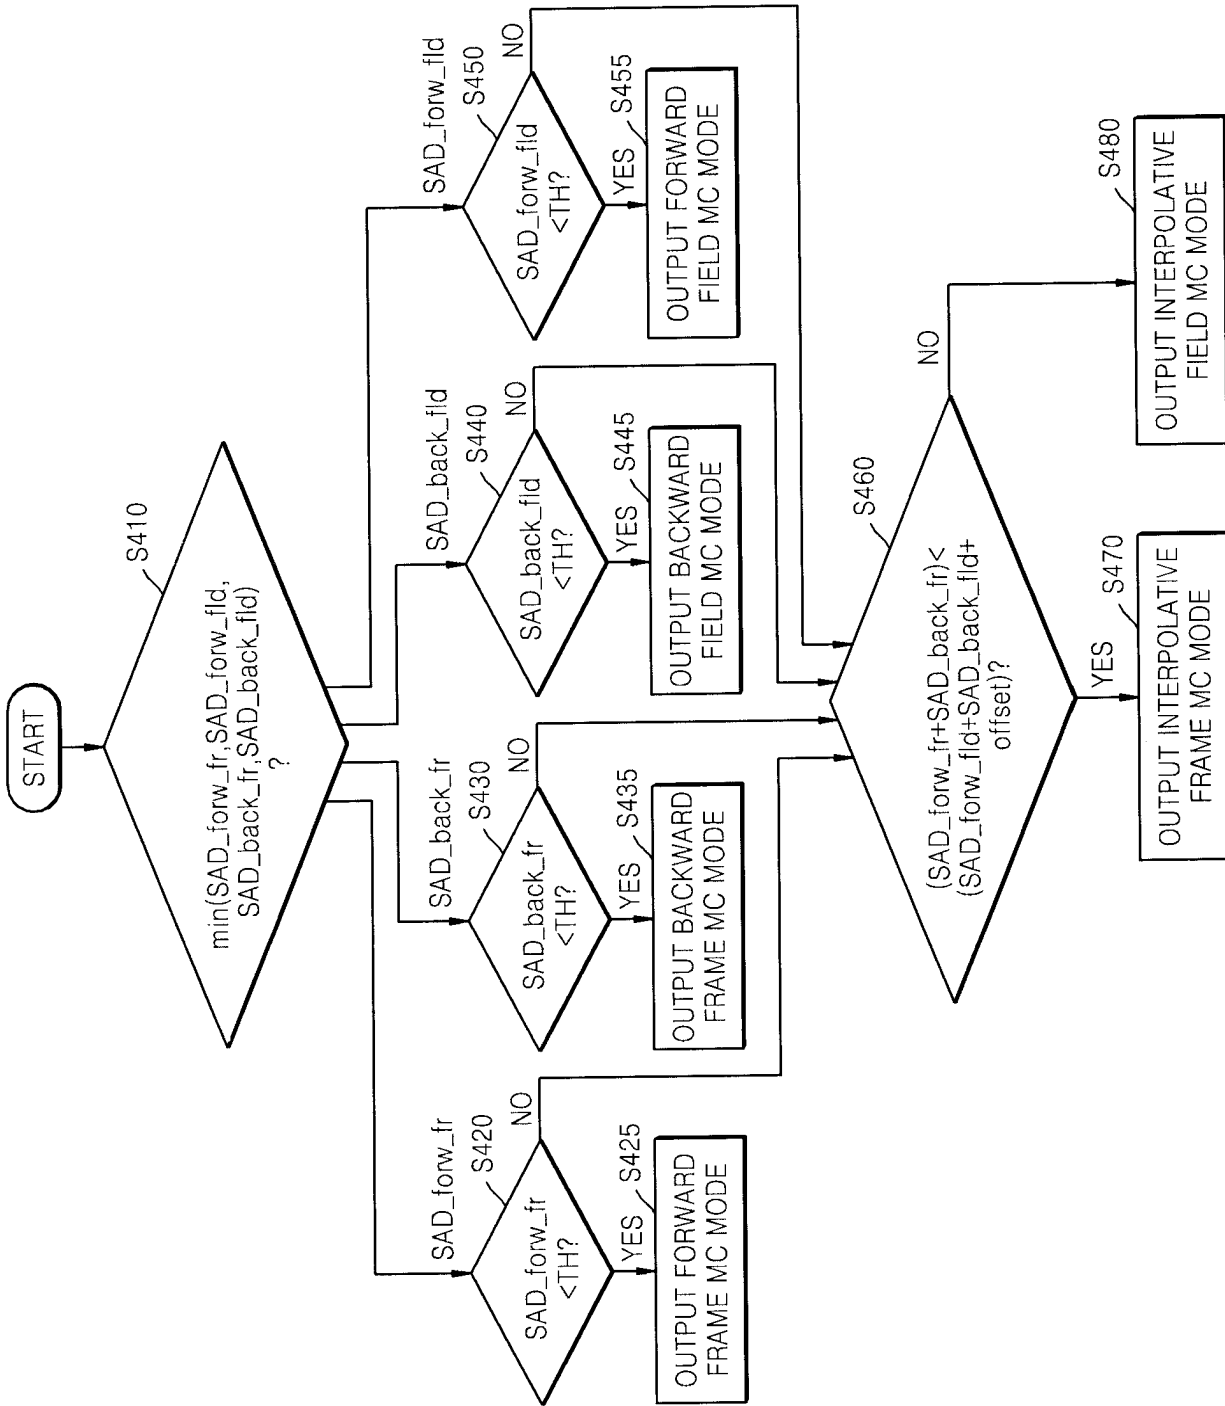 START
S410
min(SAD_forw_fr,SAD_forw_fld,
SAD_back_fr,SAD_back_fld)
?
SAD_forw_fr
S420
SAD_forw_fr
<TH?
NO
YES
S425
OUTPUT FORWARD
FRAME MC MODE
SAD_back_fr
S430
SAD_back_fr
<TH?
NO
YES
S435
OUTPUT BACKWARD
FRAME MC MODE
SAD_back_fld
S440
SAD_back_fld
<TH?
NO
YES
S445
OUTPUT BACKWARD
FIELD MC MODE
SAD_forw_fld
S450
SAD_forw_fld
<TH?
NO
YES
S455
OUTPUT FORWARD
FIELD MC MODE
S460
(SAD_forw_fr+SAD_back_fr)<
(SAD_forw_fld+SAD_back_fld+
offset)?
NO
YES
S470
OUTPUT INTERPOLATIVE
FRAME MC MODE
S480
OUTPUT INTERPOLATIVE
FIELD MC MODE